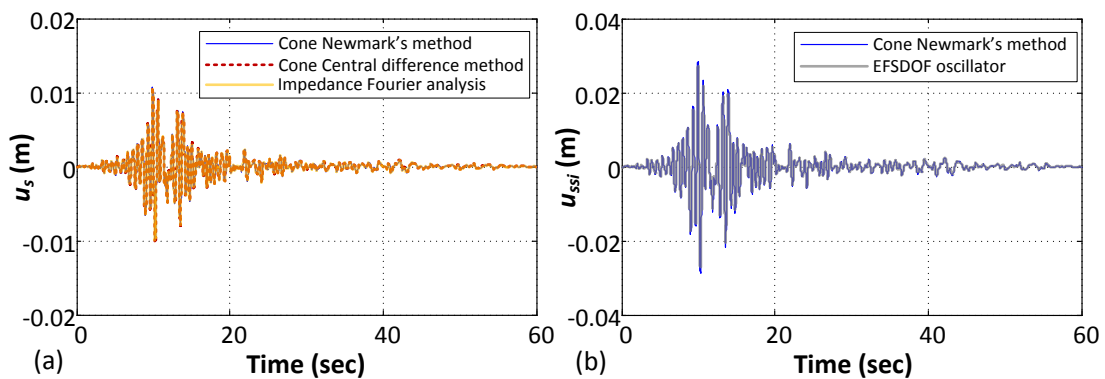 0.02
0.01
0
-0.01
-0.02
u_s (m)
Cone Newmark's method
Cone Central difference method
Impedance Fourier analysis
0 20 40 60
(a) Time (sec)
0.04
0.02
0
-0.02
-0.04
u_ssi (m)
Cone Newmark's method
EFSDOF oscillator
0 20 40 60
(b) Time (sec)